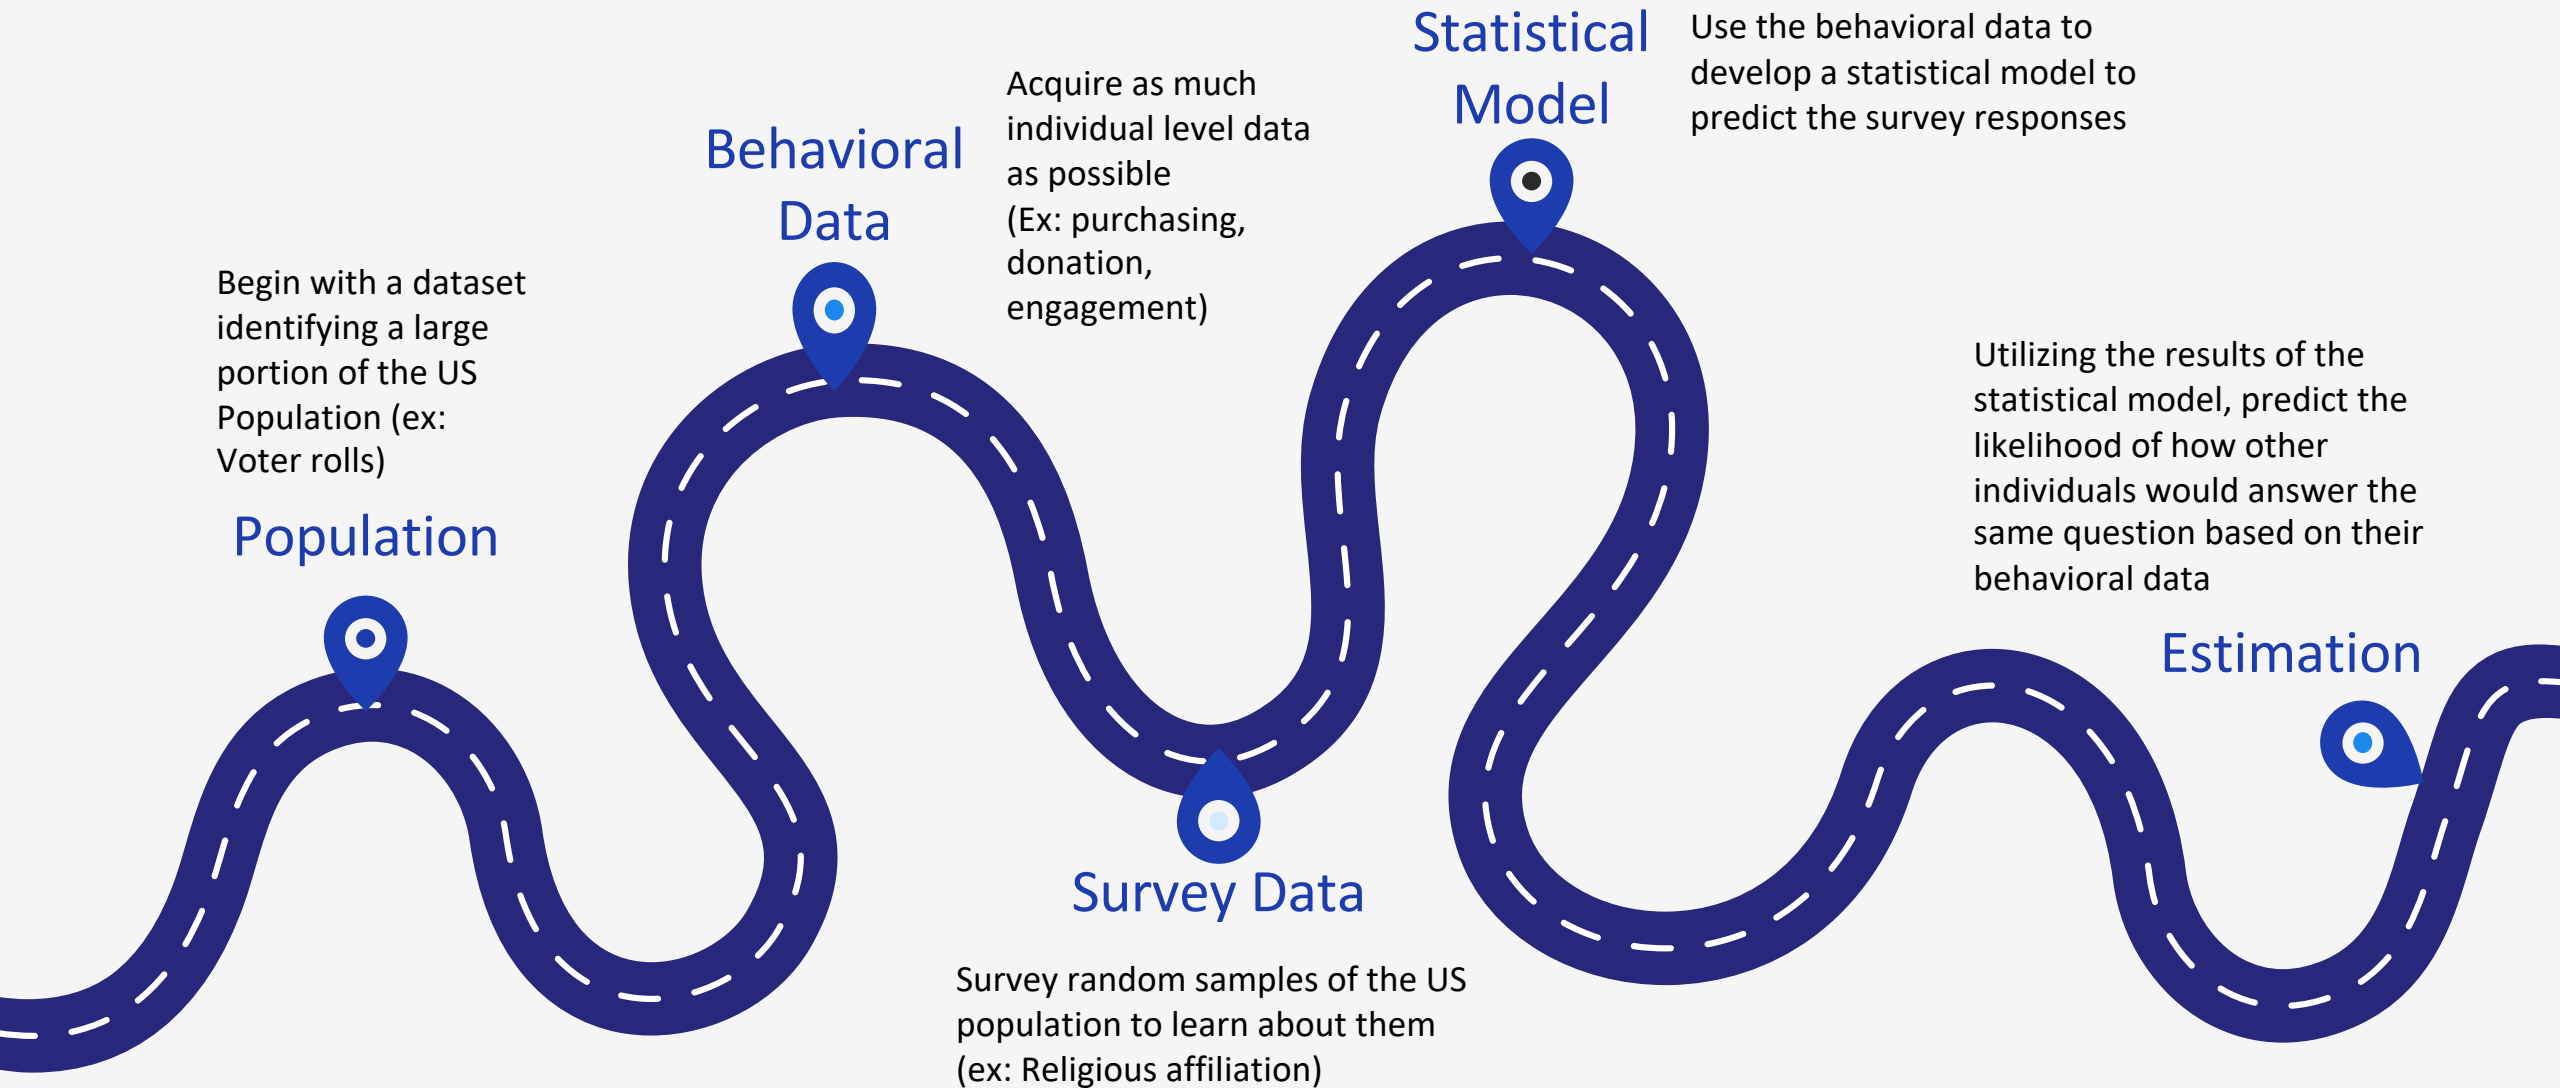 Begin with a dataset
identifying a large
portion of the US
Population (ex:
Voter rolls)
Population
Behavioral
Data
Acquire as much
individual level data
as possible
(Ex: purchasing,
donation,
engagement)
Survey Data
Survey random samples of the US
population to learn about them
(ex: Religious affiliation)
Statistical
Model
Use the behavioral data to
develop a statistical model to
predict the survey responses
Utilizing the results of the
statistical model, predict the
likelihood of how other
individuals would answer the
same question based on their
behavioral data
Estimation